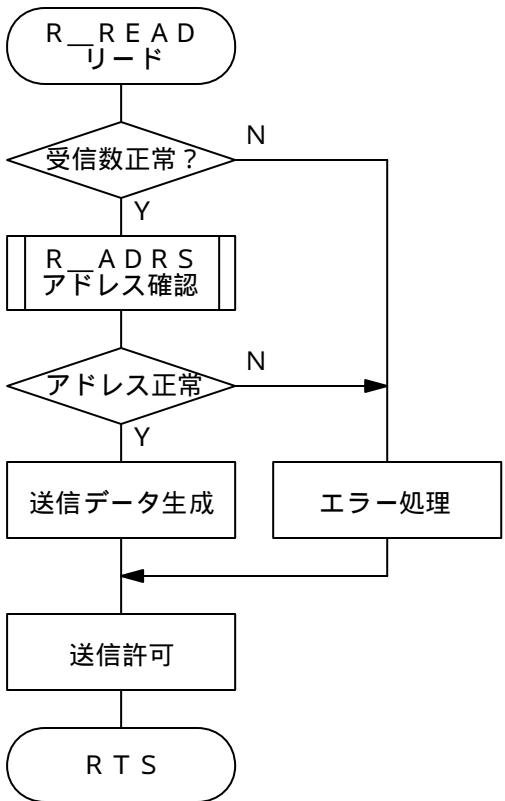 R＿READ
リード
受信数正常？
N
Y
R＿ADRS
アドレス確認
アドレス正常
N
Y
送信データ生成
エラー処理
送信許可
RTS